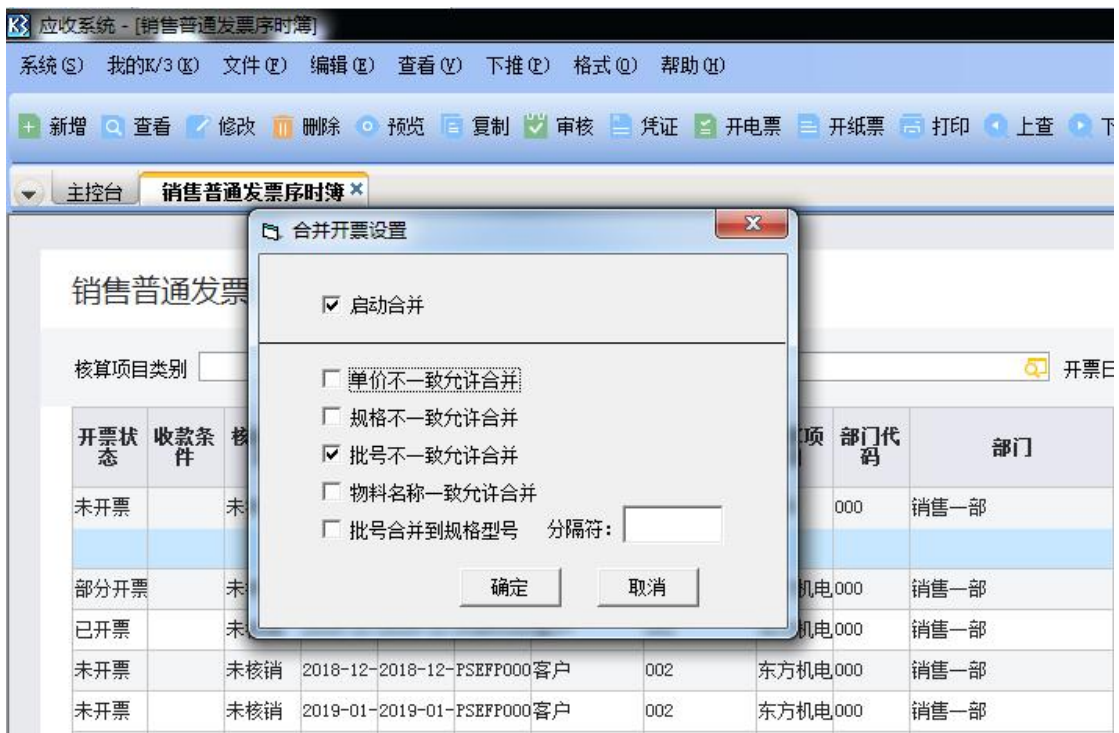 应收系统 - [销售普通发票序时簿]
系统(S) 我的K/3(K) 文件(F) 编辑(E) 查看(V) 下推(P) 格式(O) 帮助(H)
新增 查看 修改 删除 预览 复制 审核 凭证 开电票 开纸票 打印 上查 下
主控台 销售普通发票序时簿
合并开票设置
销售普通发票
启动合并
核算项目类别 开票日
单价不一致允许合并
规格不一致允许合并
批号不一致允许合并
物料名称一致允许合并
批号合并到规格型号 分隔符:
确定 取消
开票状态 收款条件 核 项 部门代码 部门
未开票 未 000 销售一部
部分开票 未 机电 000 销售一部
已开票 未 机电 000 销售一部
未开票 未核销 2018-12- 2018-12- PSEFP000 客户 002 东方机电 000 销售一部
未开票 未核销 2019-01- 2019-01- PSEFP000 客户 002 东方机电 000 销售一部